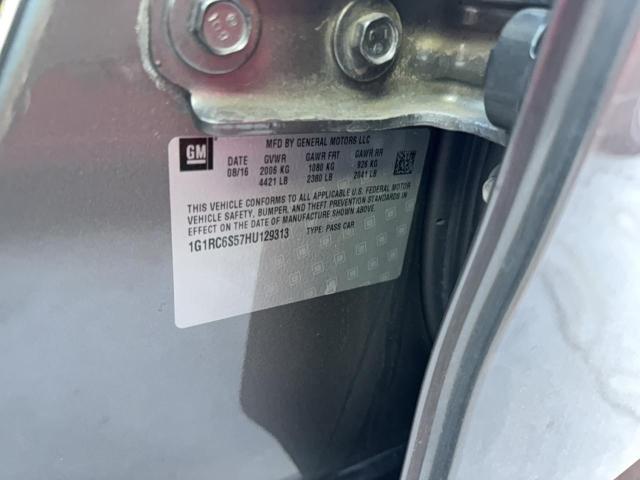 GM
MFD BY GENERAL MOTORS LLC
DATE GVWR GAWR FRT GAWR RR
08/16 2006 KG 1080 KG 926 KG
4421 LB 2380 LB 2041 LB
THIS VEHICLE CONFORMS TO ALL APPLICABLE U.S. FEDERAL MOTOR
VEHICLE SAFETY, BUMPER, AND THEFT PREVENTION STANDARDS IN
EFFECT ON THE DATE OF MANUFACTURE SHOWN ABOVE.
1G1RC6S57HU129313 TYPE: PASS CAR